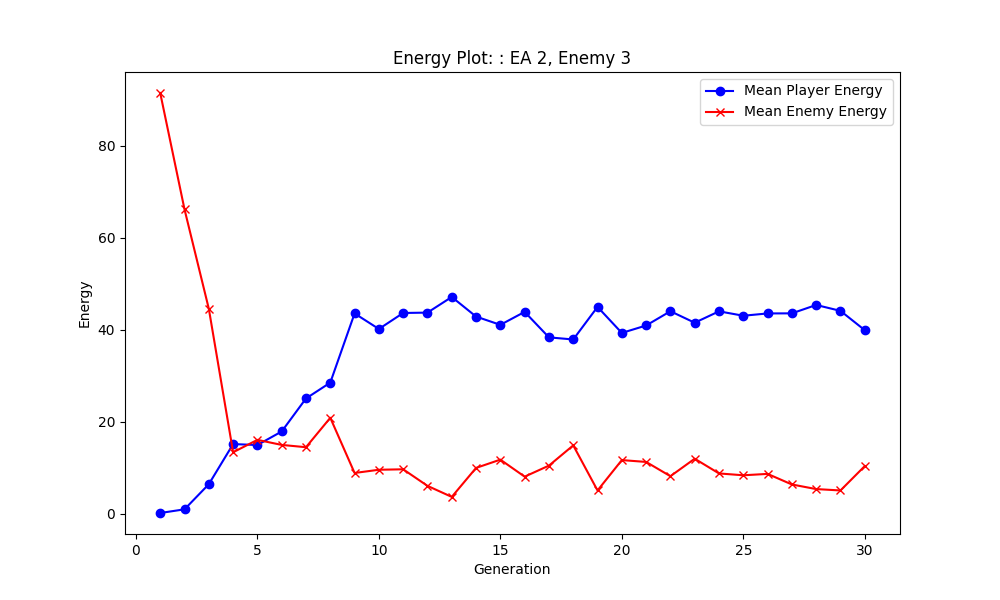 Energy Plot: : EA 2, Enemy 3
Mean Player Energy
Mean Enemy Energy
80
60
40
20
0
Energy
0 5 10 15 20 25 30
Generation